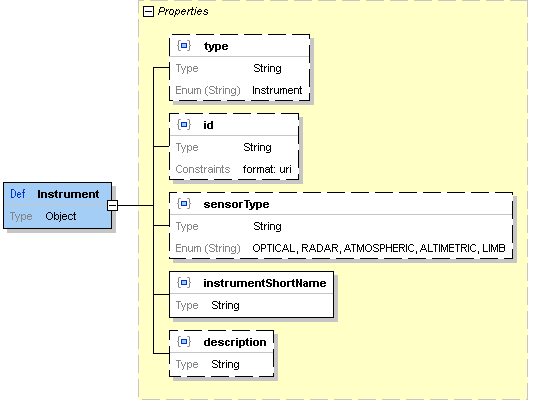 Properties
type
Type String
Enum (String) Instrument
id
Type String
Constraints format: uri
Def Instrument
Type Object
sensorType
Type String
Enum (String) OPTICAL, RADAR, ATMOSPHERIC, ALTIMETRIC, LIMB
instrumentShortName
Type String
description
Type String